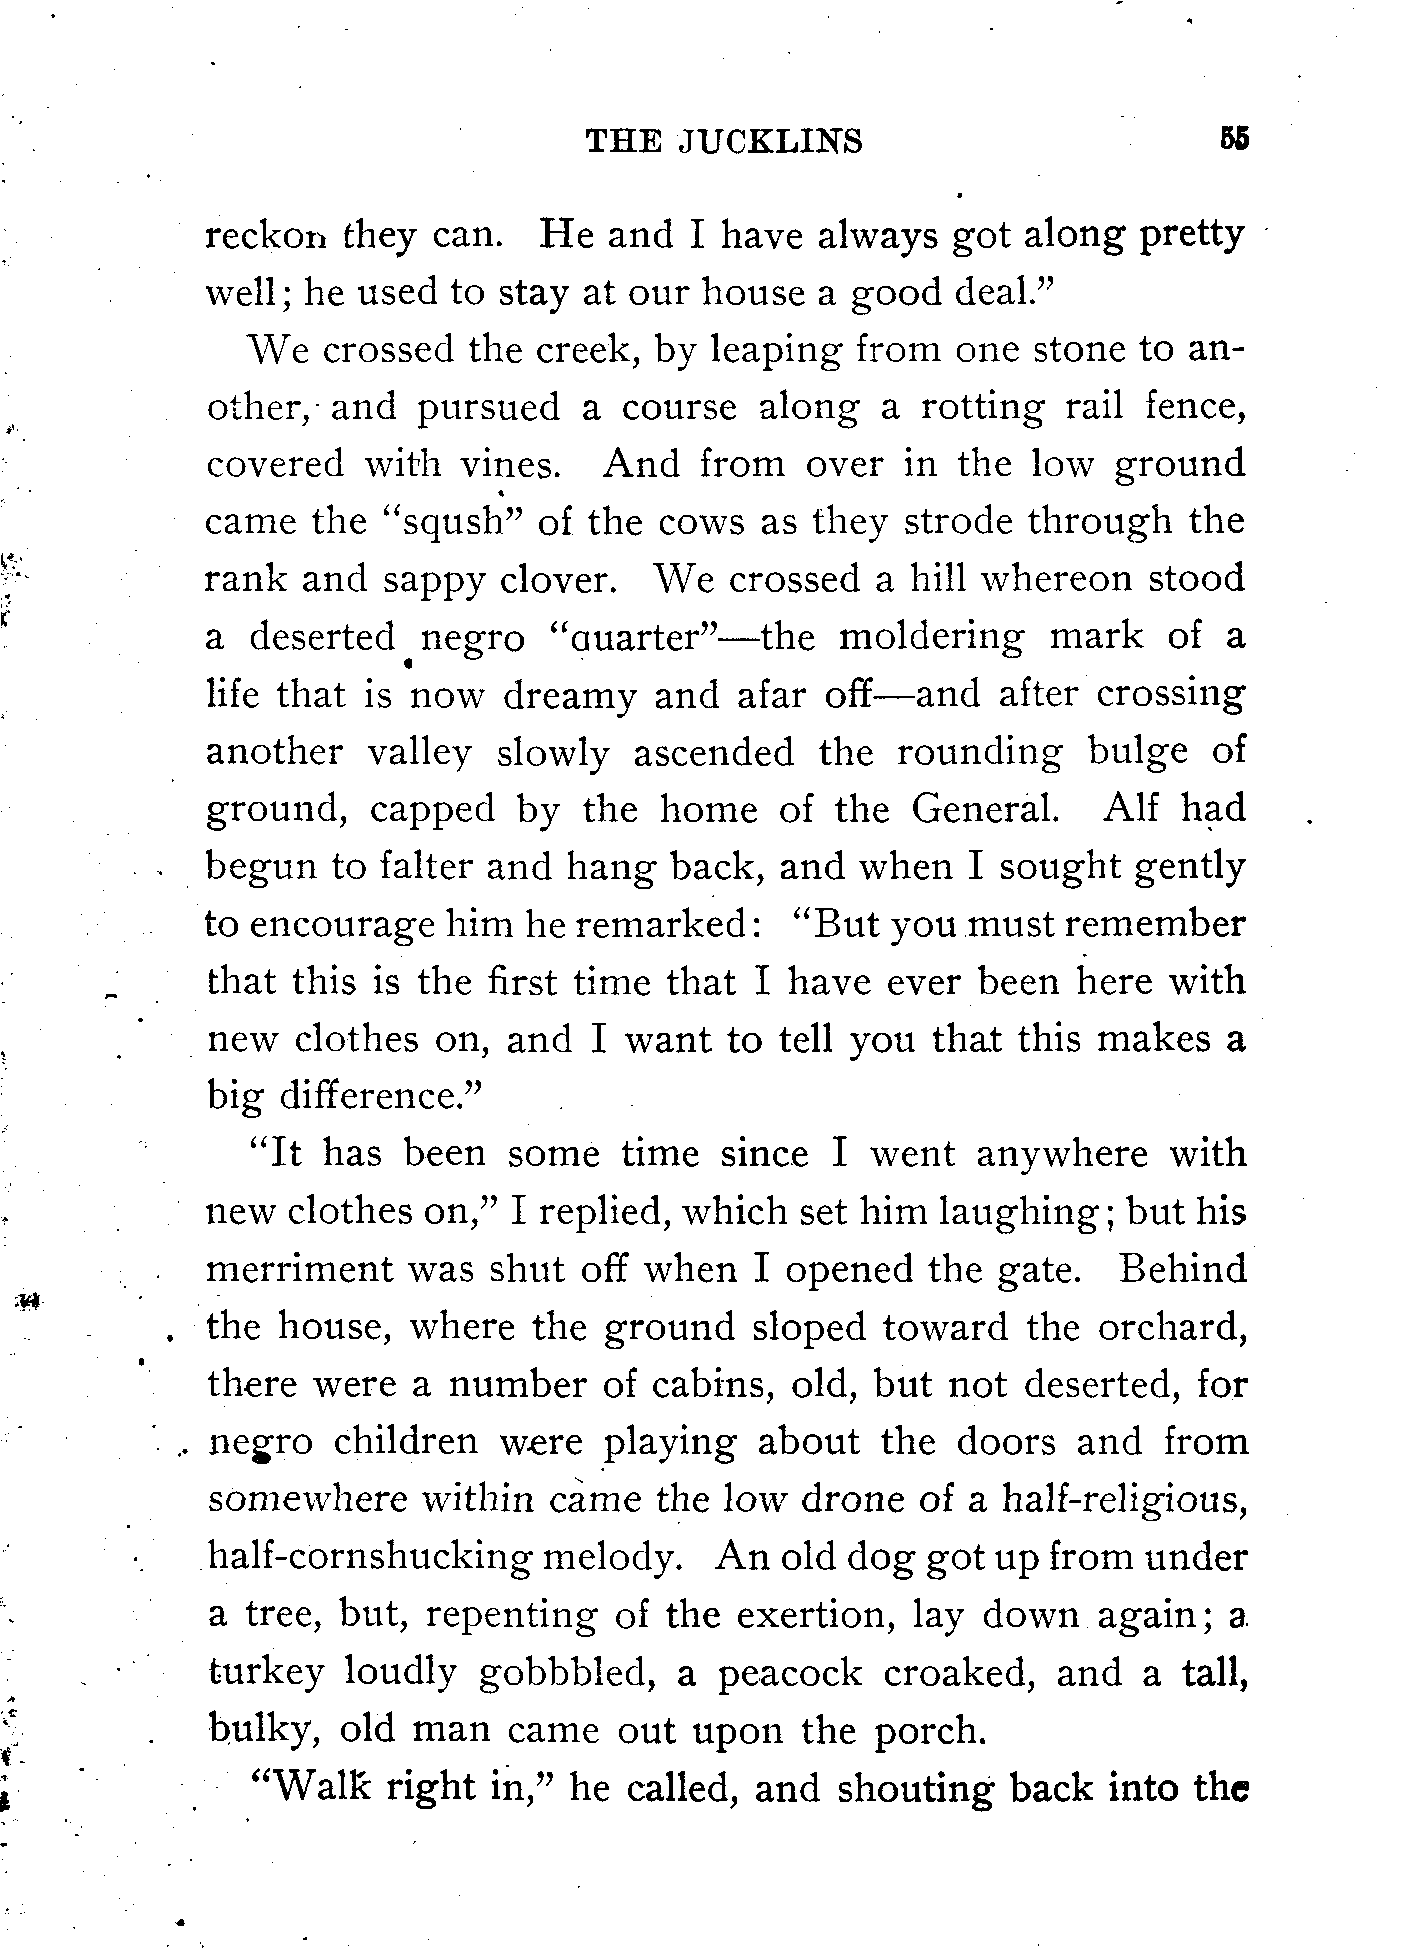 THE JUCKLINS 55
reckon they can. He and I have always got along pretty
well; he used to stay at our house a good deal.”
We crossed the creek, by leaping from one stone to an-
other, and pursued a course along a rotting rail fence,
covered with vines. And from over in the low ground
came the “sqush” of the cows as they strode through the
rank and sappy clover. We crossed a hill whereon stood
a deserted negro “quarter”—the moldering mark of a
life that is now dreamy and afar off—and after crossing
another valley slowly ascended the rounding bulge of
ground, capped by the home of the General. Alf had
begun to falter and hang back, and when I sought gently
to encourage him he remarked: “But you must remember
that this is the first time that I have ever been here with
new clothes on, and I want to tell you that this makes a
big difference.”
“It has been some time since I went anywhere with
new clothes on,” I replied, which set him laughing; but his
merriment was shut off when I opened the gate. Behind
the house, where the ground sloped toward the orchard,
there were a number of cabins, old, but not deserted, for
negro children were playing about the doors and from
somewhere within came the low drone of a half-religious,
half-cornshucking melody. An old dog got up from under
a tree, but, repenting of the exertion, lay down again; a
turkey loudly gobbbled, a peacock croaked, and a tall,
bulky, old man came out upon the porch.
“Walk right in,” he called, and shouting back into the